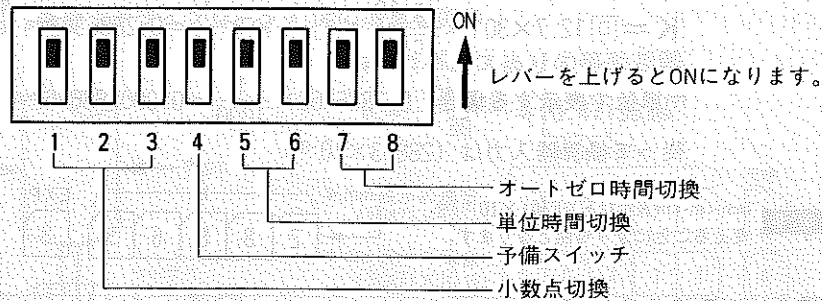 ON
レバーを上げるとONになります。
1 2 3 4 5 6 7 8
オートゼロ時間切換
単位時間切換
予備スイッチ
小数点切換